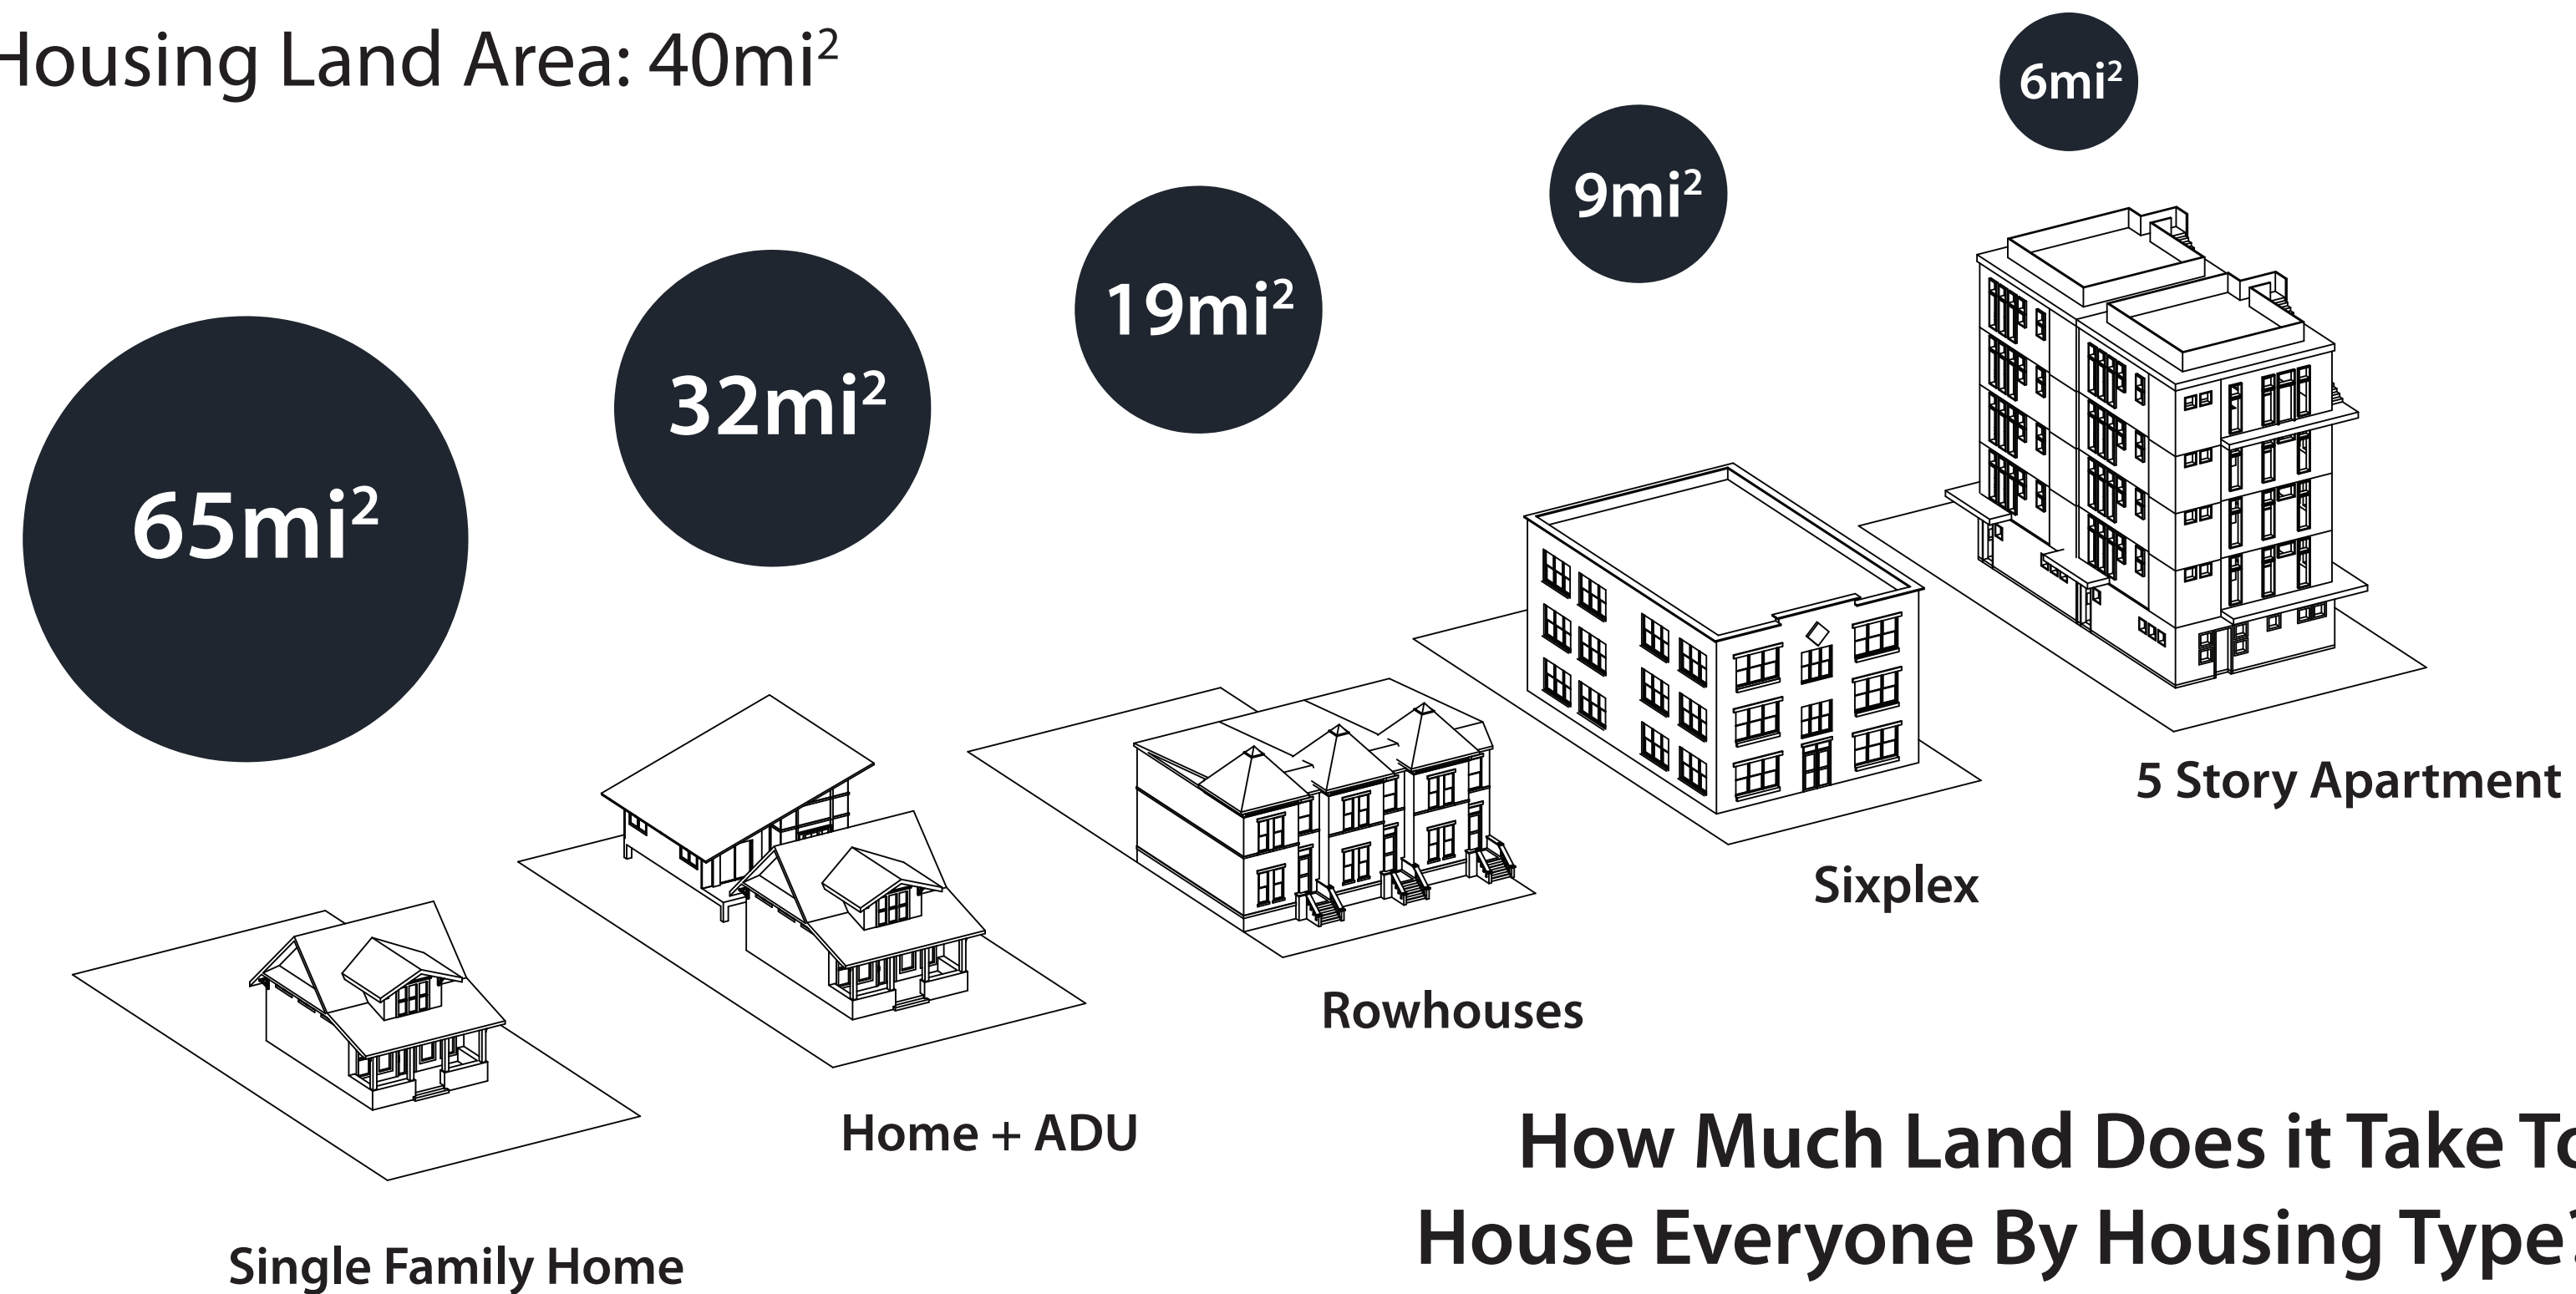 Housing Land Area: 40mi²
6mi²
9mi²
19mi²
32mi²
65mi²
5 Story Apartment
Sixplex
Rowhouses
Home + ADU
Single Family Home
How Much Land Does it Take To
House Everyone By Housing Type?